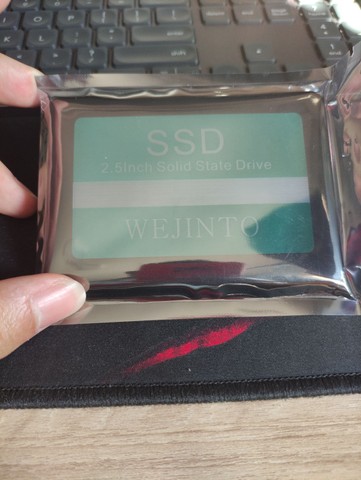 SSD
2.5inch Solid State Drive
WEJINTO